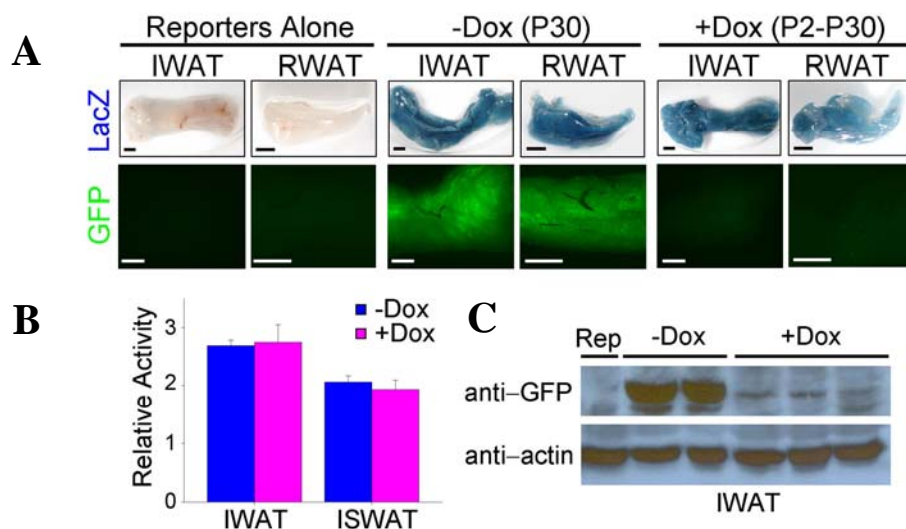 A
Reporters Alone
-Dox (P30)
+Dox (P2-P30)
IWAT RWAT IWAT RWAT IWAT RWAT
LacZ
GFP
B
Relative Activity
3
2
1
0
-Dox
+Dox
IWAT ISWAT
C
Rep -Dox +Dox
anti–GFP
anti–actin
IWAT